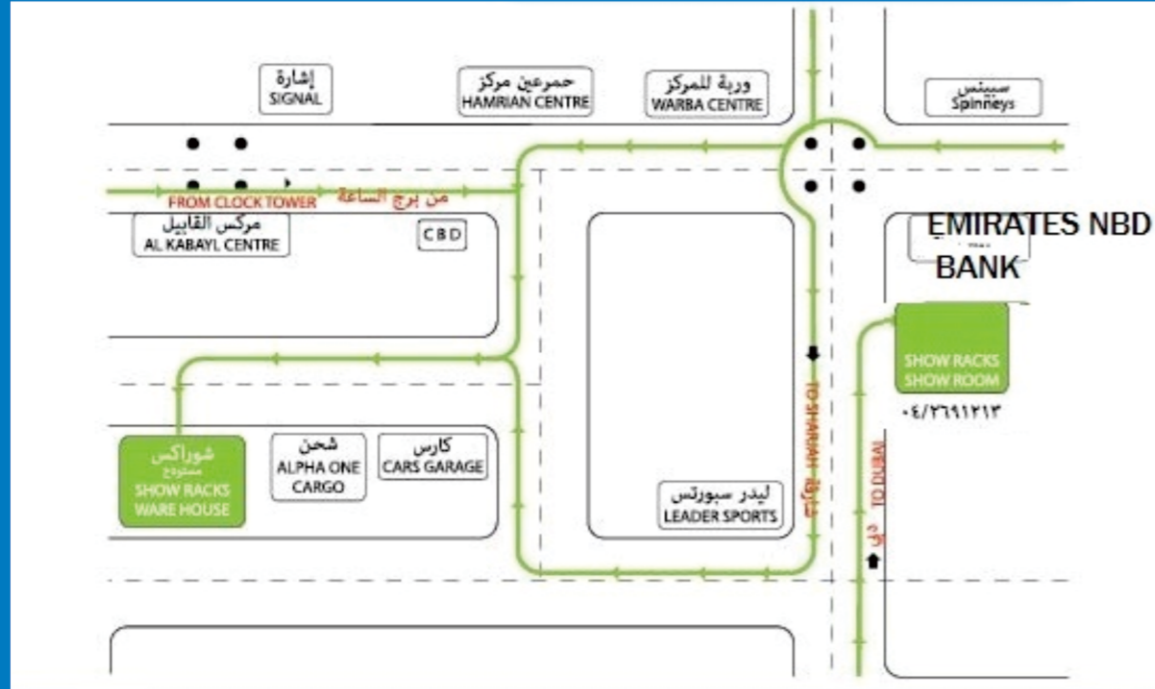 إشارة
SIGNAL
حمرعين مركز
HAMRIAN CENTRE
وربة للمركز
WARBA CENTRE
سبينس
Spinneys
FROM CLOCK TOWER من برج الساعة
مركس القابيل
AL KABAYL CENTRE
CBD
EMIRATES NBD
BANK
SHOW RACKS
SHOW ROOM
٠٤/٢٦٩١٢١٣
TO SHARJAH
TO DUBAI
شوراكس
مستودع
SHOW RACKS
WARE HOUSE
شحن
ALPHA ONE
CARGO
كارس
CARS GARAGE
ليدر سبورتس
LEADER SPORTS